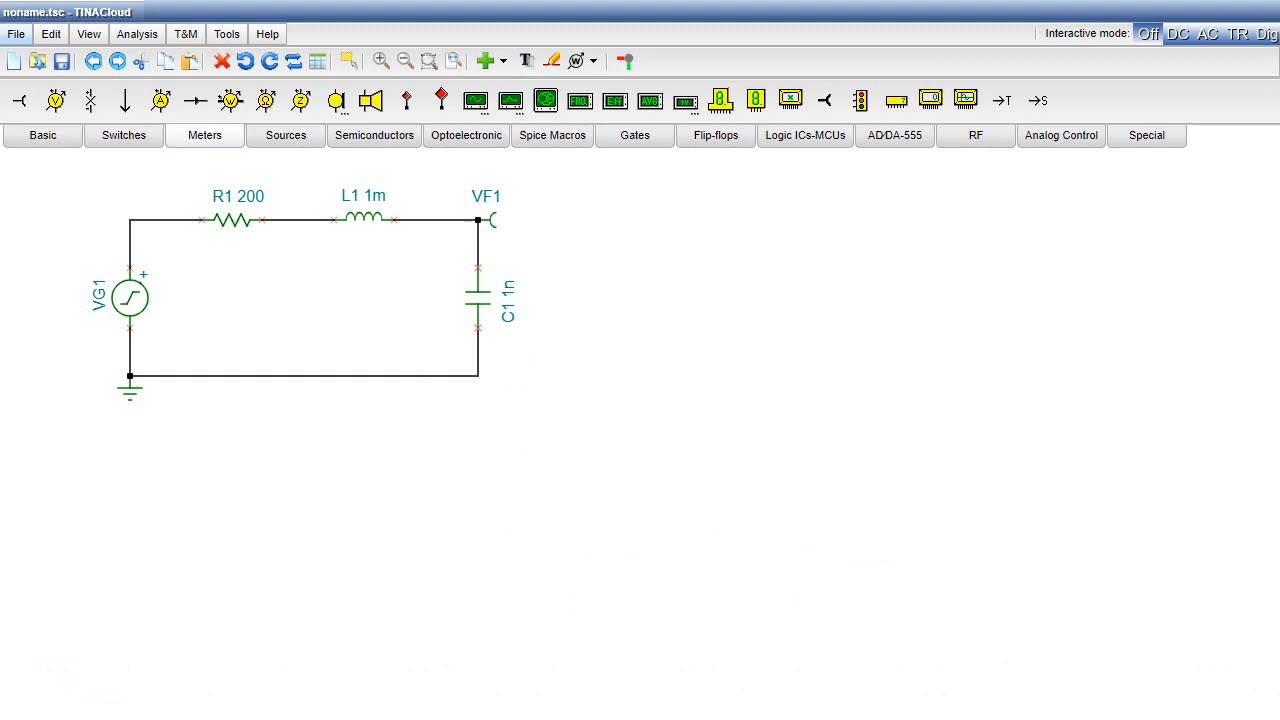 noname.tsc - TINACloud
File Edit View Analysis T&M Tools Help Interactive mode: Off DC AC TR Dig
Basic Switches Meters Sources Semiconductors Optoelectronic Spice Macros Gates Flip-flops Logic ICs-MCUs AD/DA-555 RF Analog Control Special
R1 200 L1 1m VF1
VG1
+
C1 1n